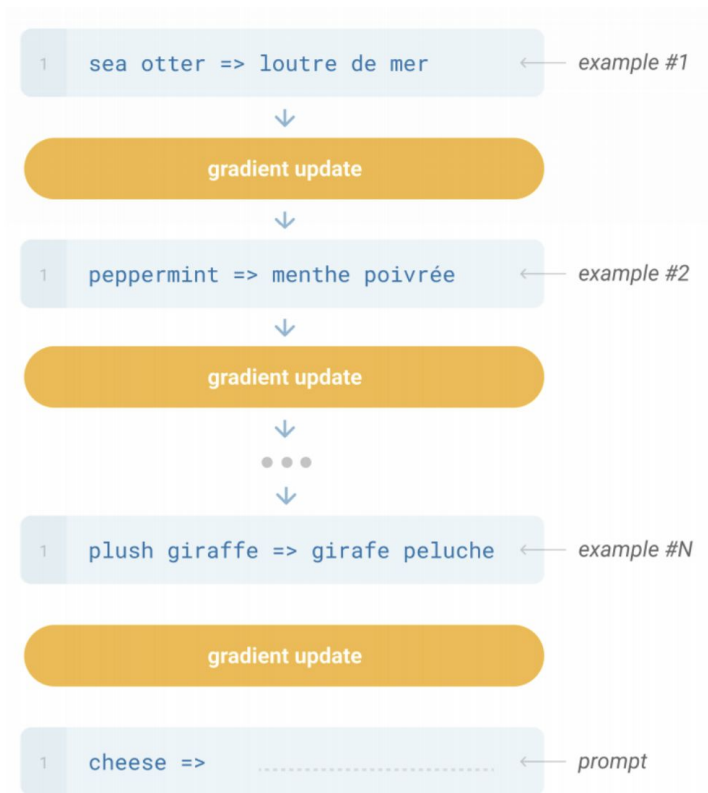 1 sea otter => loutre de mer example #1
gradient update
1 peppermint => menthe poivrée example #2
gradient update
1 plush giraffe => girafe peluche example #N
gradient update
1 cheese => prompt